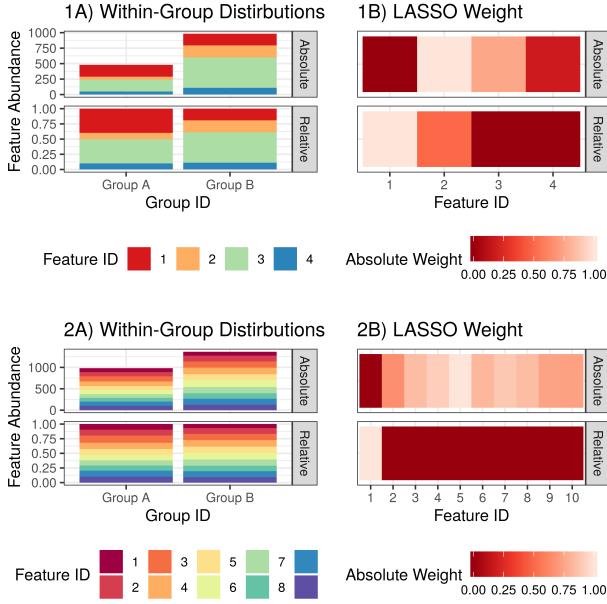 1A) Within-Group Distirbutions
1B) LASSO Weight
Feature Abundance
1000
750
500
250
0
Absolute
1.00
0.75
0.50
0.25
0.00
Relative
Group A
Group B
Group ID
Absolute
Relative
1 2 3 4
Feature ID
Feature ID 1 2 3 4
Absolute Weight
0.00 0.25 0.50 0.75 1.00
2A) Within-Group Distirbutions
2B) LASSO Weight
Feature Abundance
1000
500
0
Absolute
1.00
0.75
0.50
0.25
0.00
Relative
Group A
Group B
Group ID
Absolute
Relative
1 2 3 4 5 6 7 8 9 10
Feature ID
Feature ID
1 3 5 7
2 4 6 8
Absolute Weight
0.00 0.25 0.50 0.75 1.00